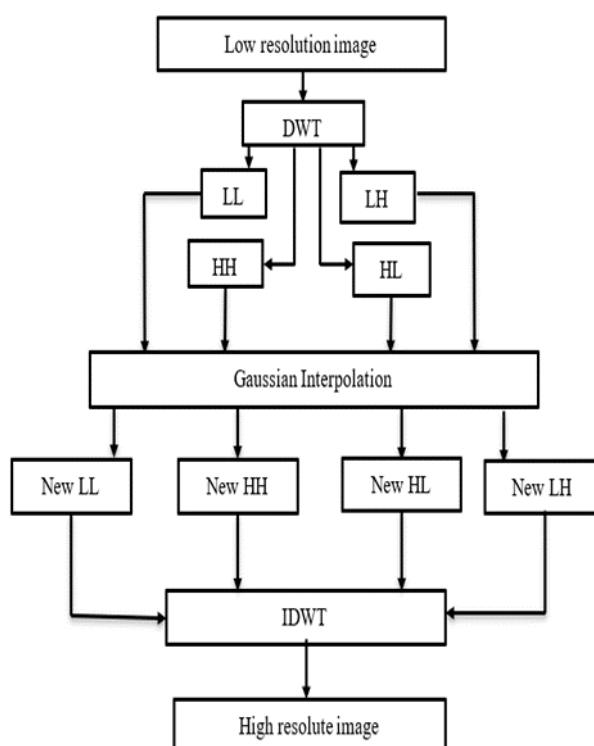 Low resolution image
DWT
LL
LH
HH
HL
Gaussian Interpolation
New LL
New HH
New HL
New LH
IDWT
High resolute image